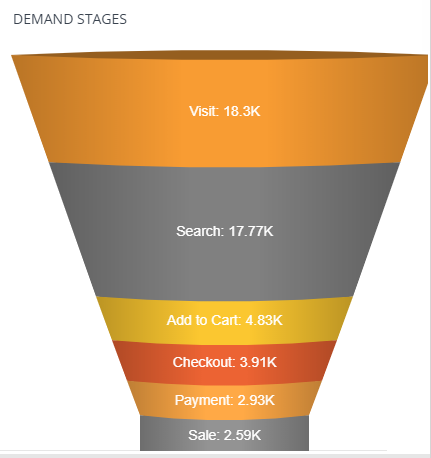 DEMAND STAGES
Visit: 18.3K
Search: 17.77K
Add to Cart: 4.83K
Checkout: 3.91K
Payment: 2.93K
Sale: 2.59K